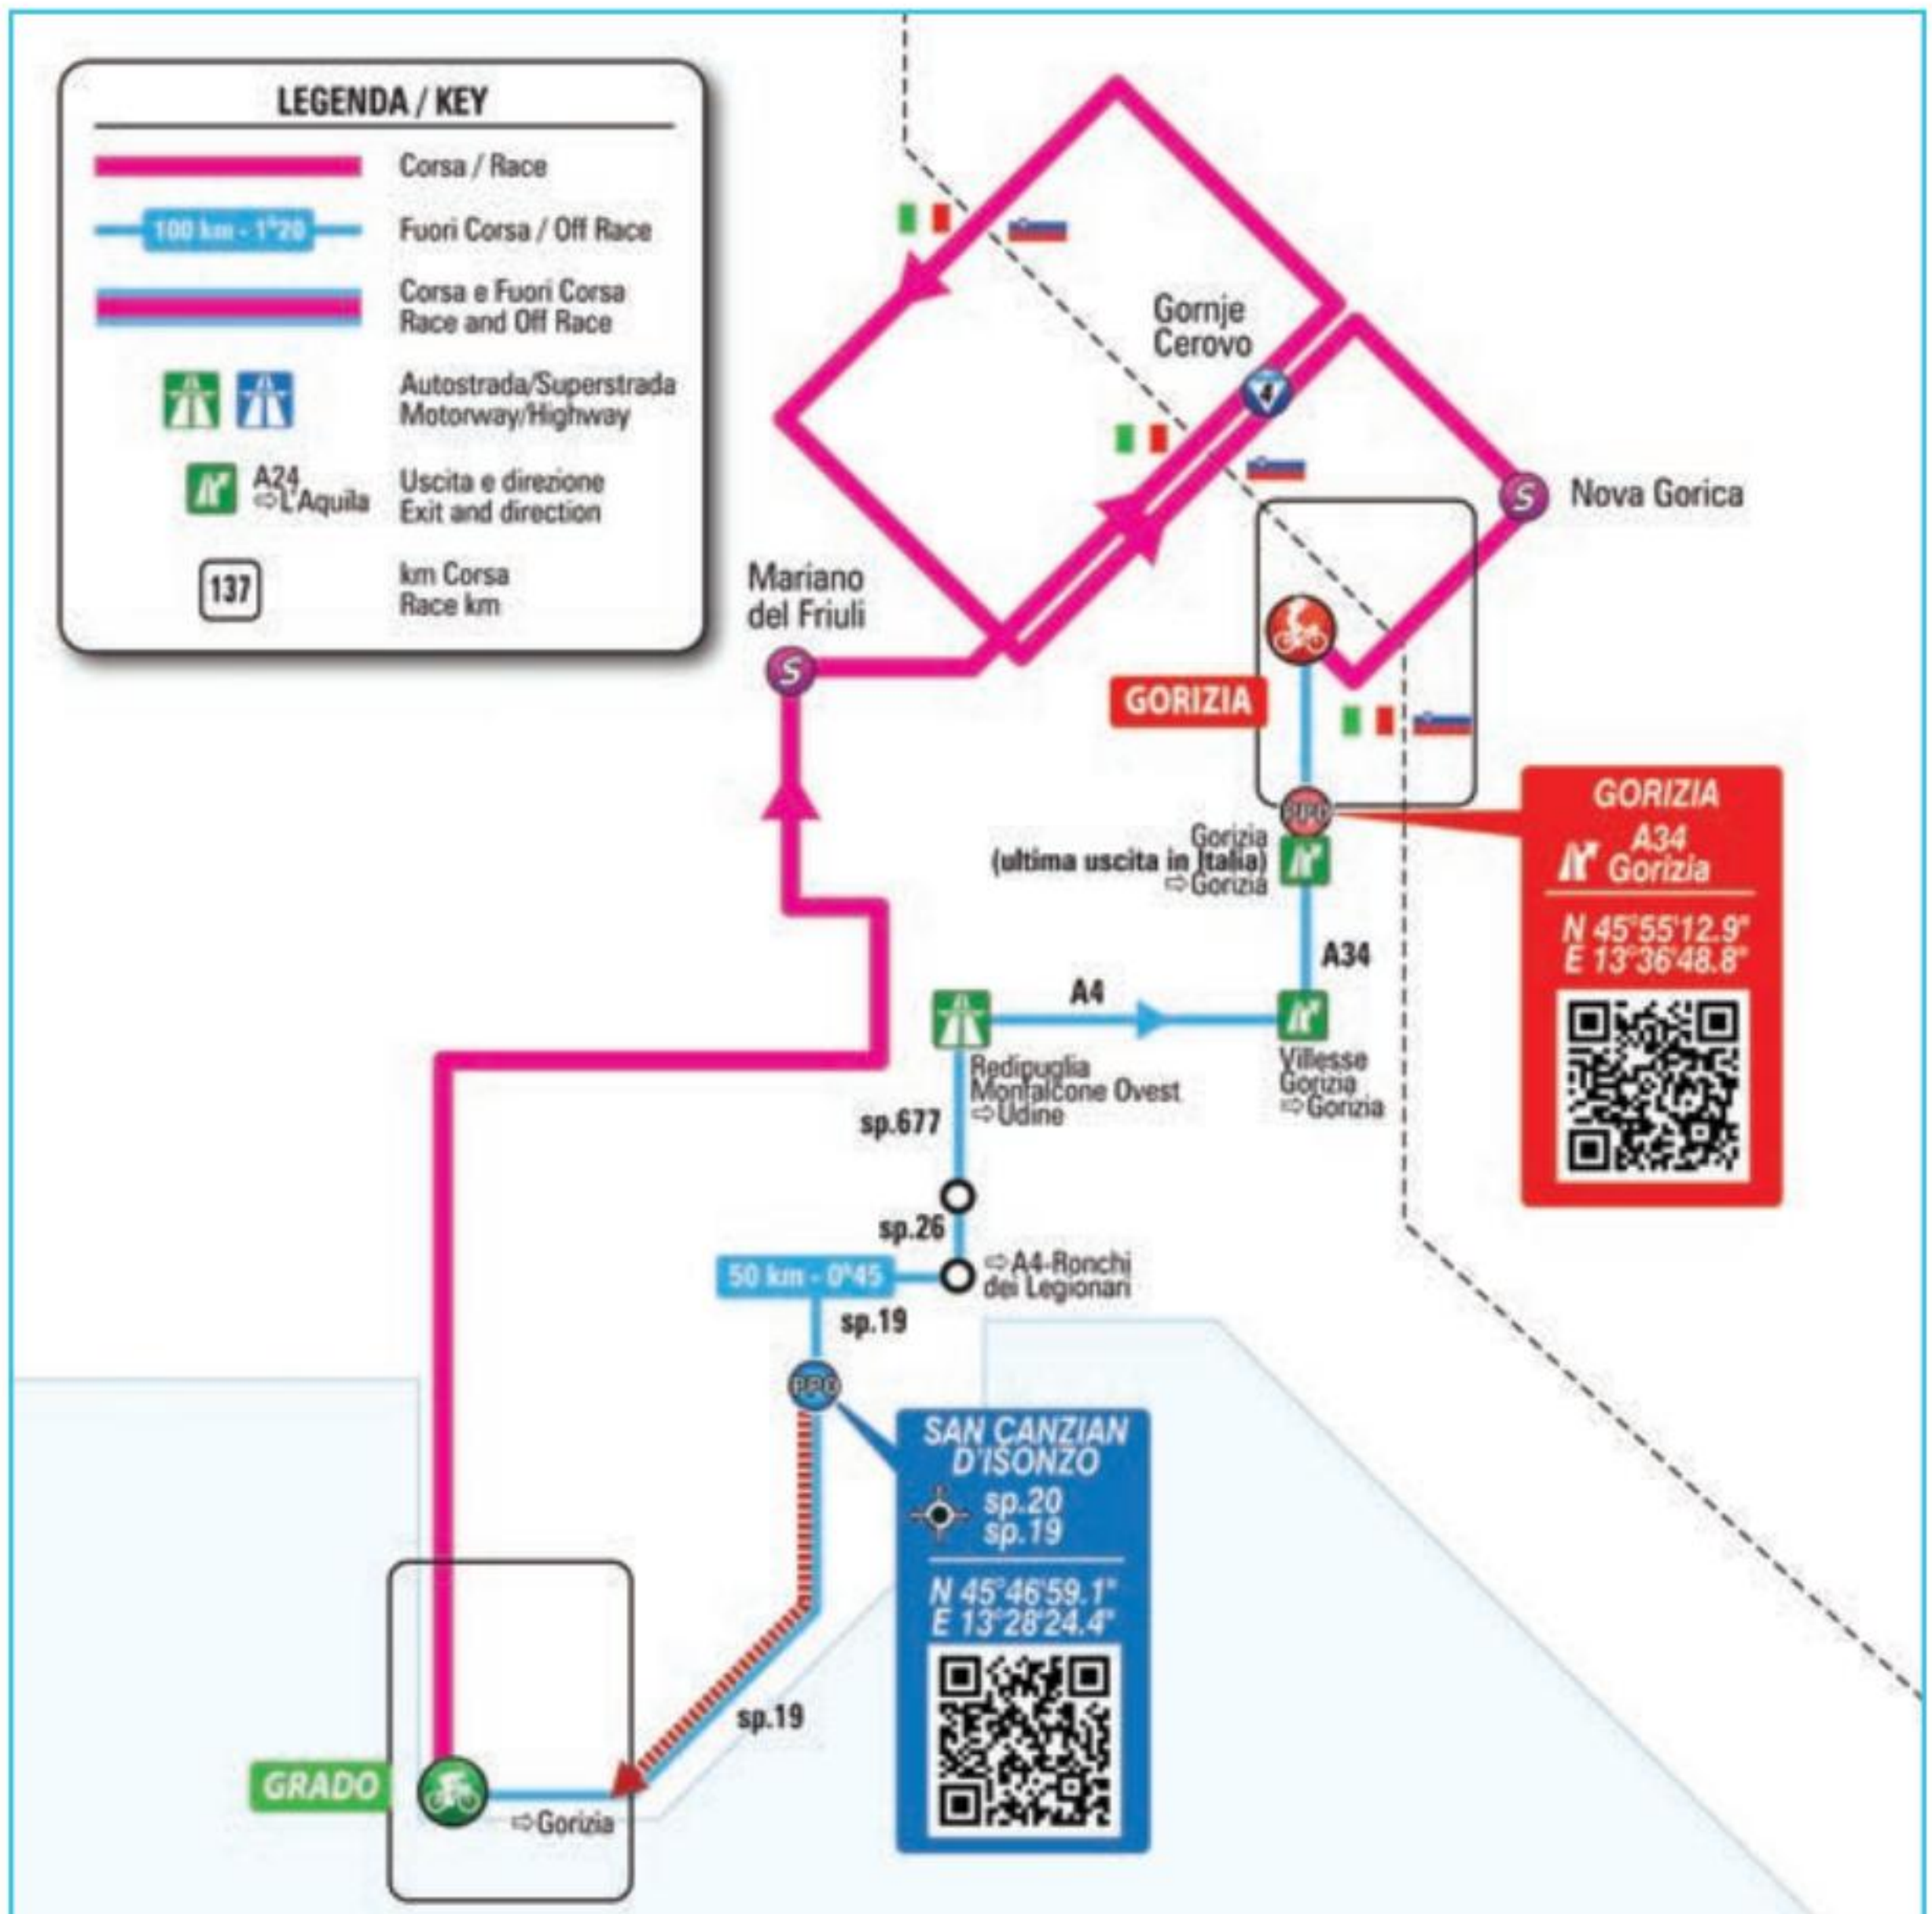 LEGENDA / KEY
Corsa / Race
100 km - 1ʰ20
Fuori Corsa / Off Race
Corsa e Fuori Corsa
Race and Off Race
Autostrada/Superstrada
Motorway/Highway
A24
⇨L'Aquila
Uscita e direzione
Exit and direction
137
km Corsa
Race km
Gornje
Cerovo
4
S
Nova Gorica
Mariano
del Friuli
S
GORIZIA
PPO
Gorizia
(ultima uscita in Italia)
⇨Gorizia
GORIZIA
A34
Gorizia
N 45°55'12.9"
E 13°36'48.8"
A34
A4
Redipuglia
Monfalcone Ovest
⇨Udine
Villesse
Gorizia
⇨Gorizia
sp.677
sp.26
50 km - 0ʰ45
⇨A4-Ronchi
dei Legionari
sp.19
PPO
SAN CANZIAN
D'ISONZO
sp.20
sp.19
N 45°46'59.1"
E 13°28'24.4"
sp.19
GRADO
⇨Gorizia